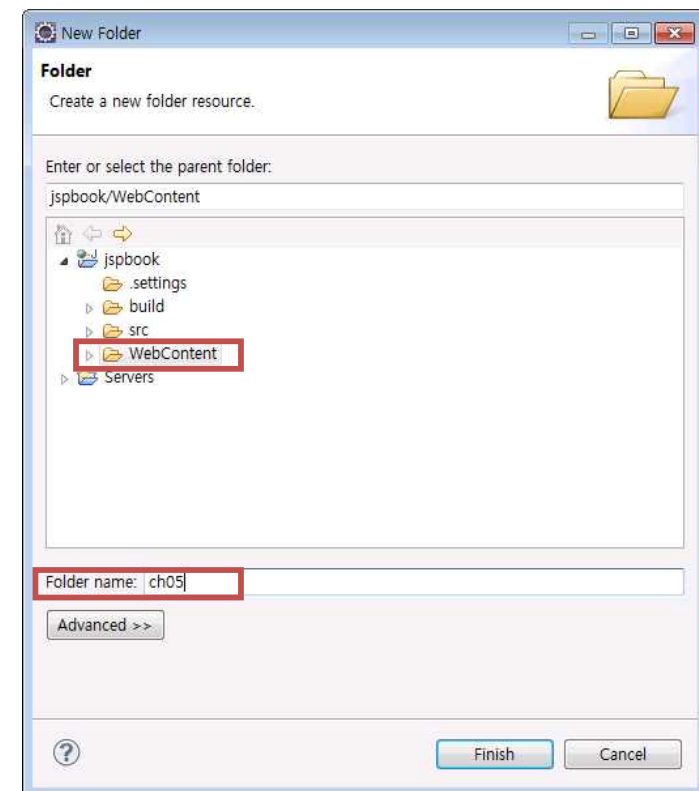 New Folder
Folder
Create a new folder resource.
Enter or select the parent folder:
jspbook/WebContent
jspbook
.settings
build
src
WebContent
Servers
Folder name: ch05
Advanced >>
?
Finish Cancel